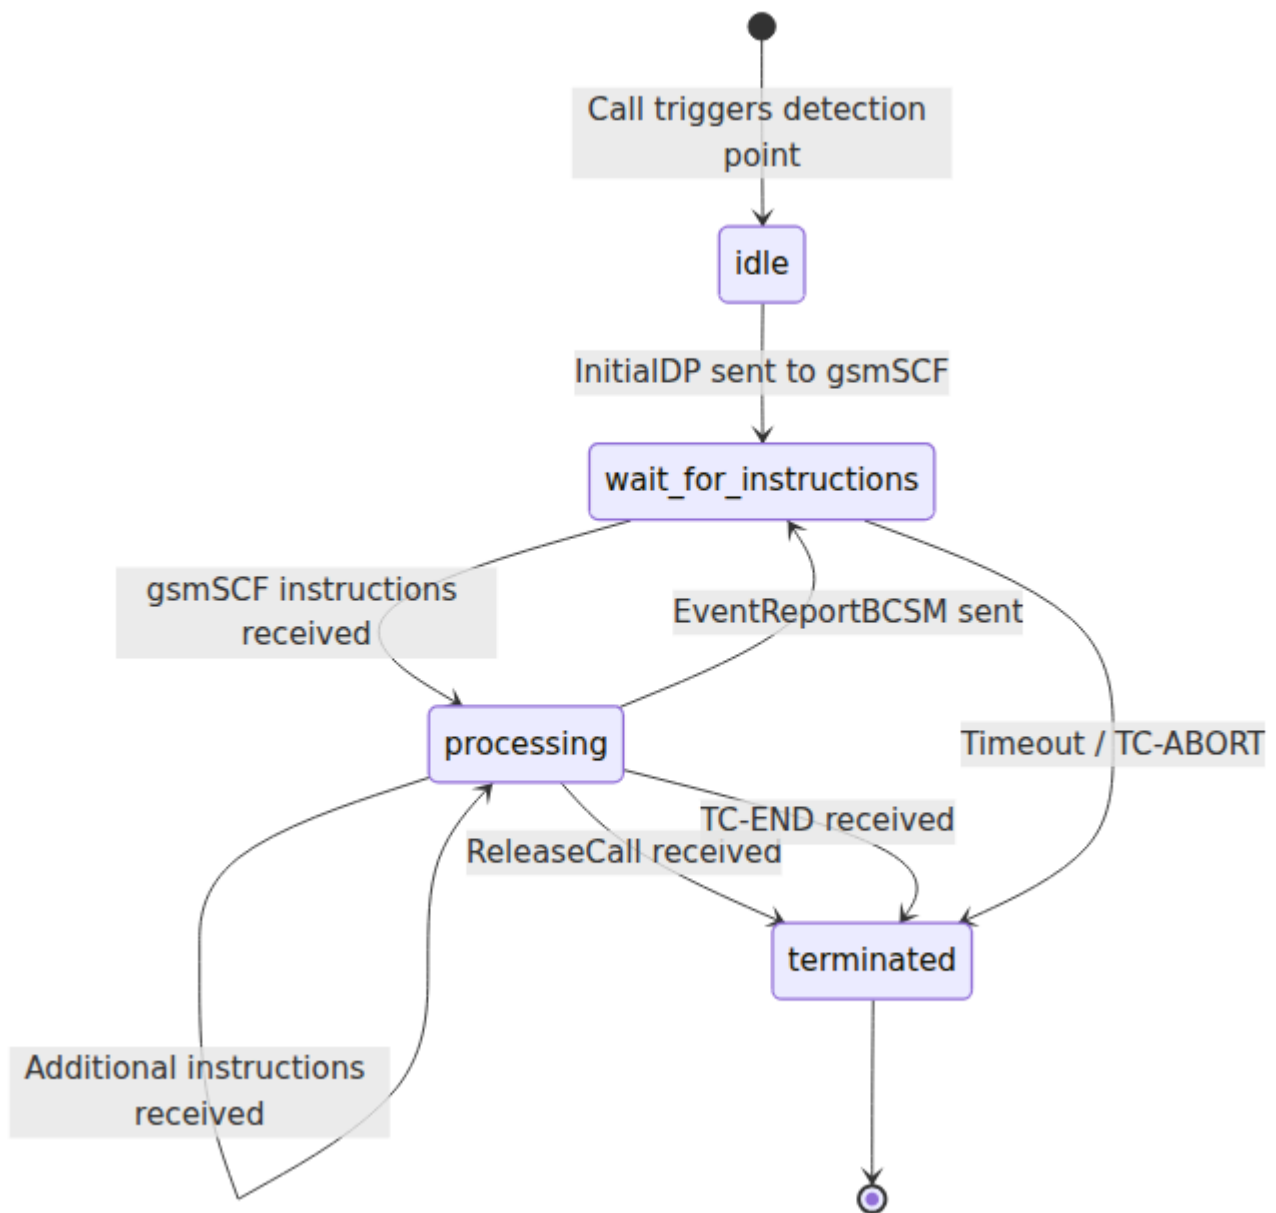 Call triggers detection
point
idle
InitialDP sent to gsmSCF
wait_for_instructions
gsmSCF instructions
received
EventReportBCSM sent
processing
Timeout / TC-ABORT
TC-END received
ReleaseCall received
terminated
Additional instructions
received